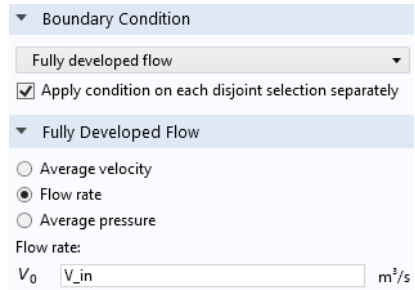 Boundary Condition
Fully developed flow
Apply condition on each disjoint selection separately
Fully Developed Flow
Average velocity
Flow rate
Average pressure
Flow rate:
V₀ V_in m³/s